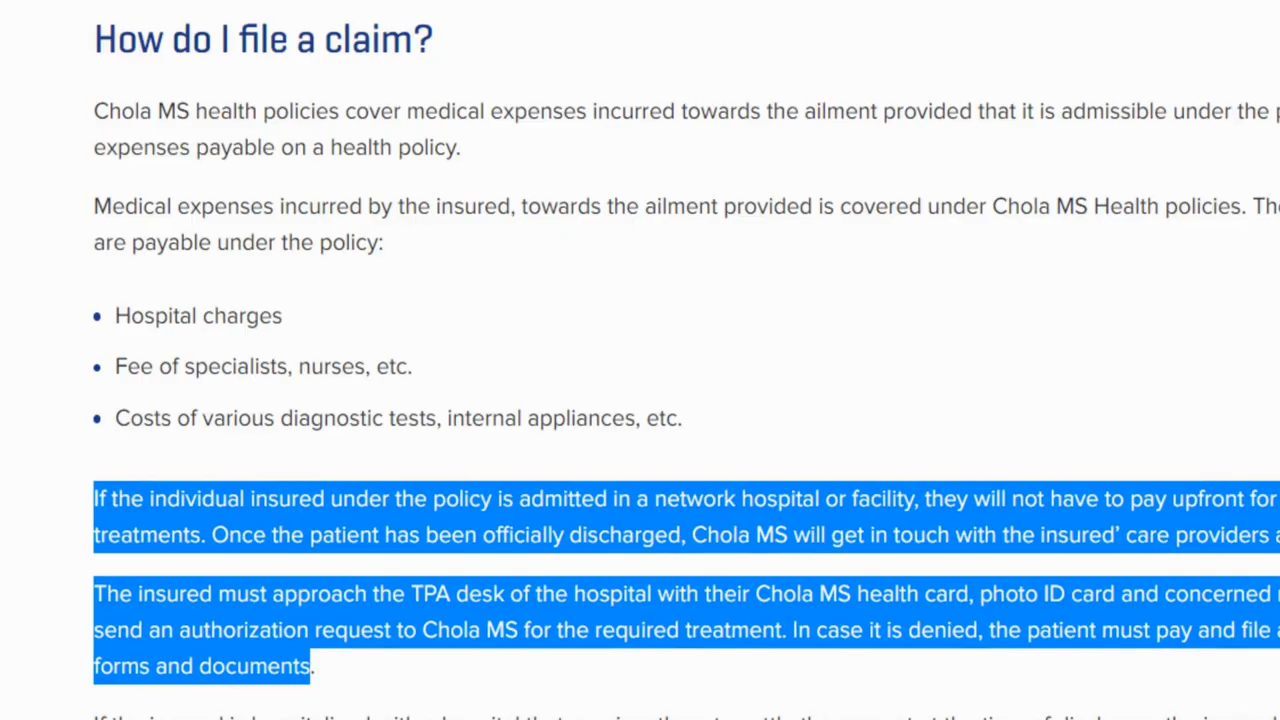 How do I file a claim?
Chola MS health policies cover medical expenses incurred towards the ailment provided that it is admissible under the
expenses payable on a health policy.
Medical expenses incurred by the insured, towards the ailment provided is covered under Chola MS Health policies.
are payable under the policy:
• Hospital charges
• Fee of specialists, nurses, etc.
• Costs of various diagnostic tests, internal appliances, etc.
If the individual insured under the policy is admitted in a network hospital or facility, they will not have to pay upfront for
treatments. Once the patient has been officially discharged, Chola MS will get in touch with the insured’ care providers
The insured must approach the TPA desk of the hospital with their Chola MS health card, photo ID card and concerned
send an authorization request to Chola MS for the required treatment. In case it is denied, the patient must pay and file
forms and documents.